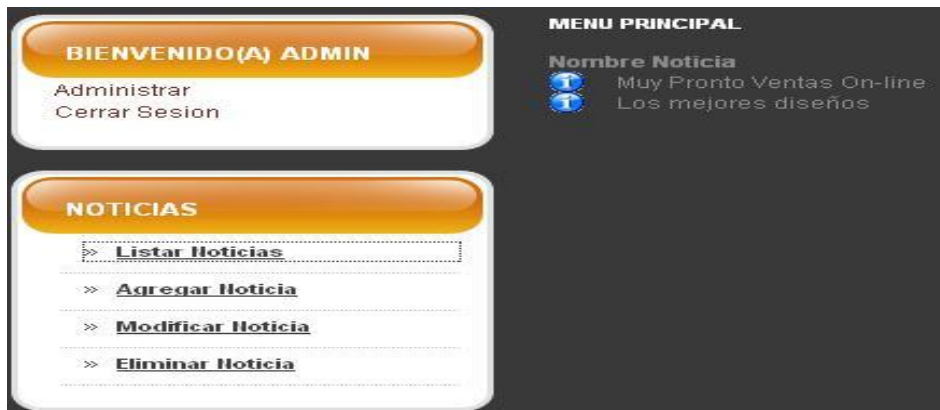 BIENVENIDO(A) ADMIN
Administrar
Cerrar Sesion
NOTICIAS
» Listar Noticias
» Agregar Noticia
» Modificar Noticia
» Eliminar Noticia
MENU PRINCIPAL
Nombre Noticia
Muy Pronto Ventas On-line
Los mejores diseños